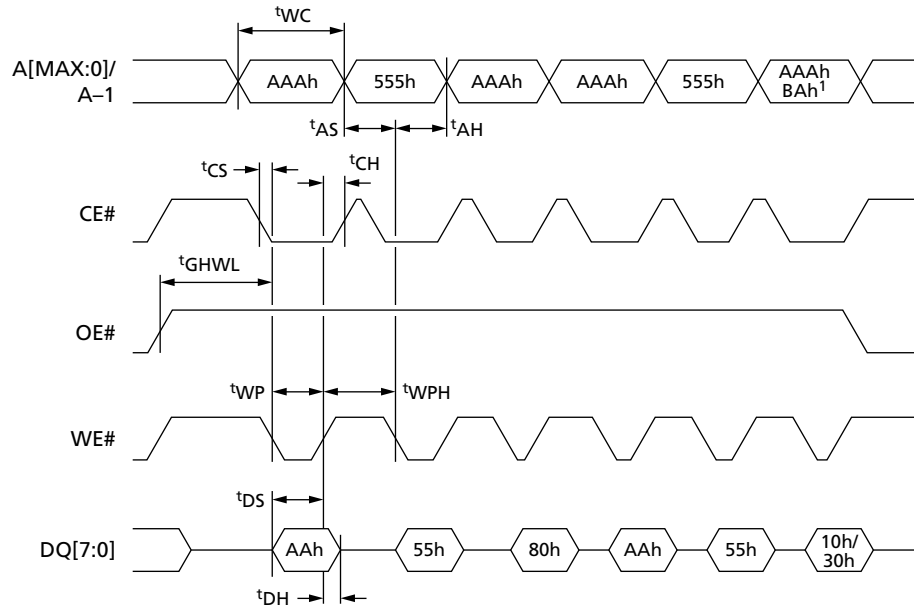 tWC
A[MAX:0]/
A–1
AAAh 555h AAAh AAAh 555h AAAh
BAh1
tAS tAH
tCS tCH
CE#
tGHWL
OE#
tWP tWPH
WE#
tDS
DQ[7:0] AAh 55h 80h AAh 55h 10h/
30h
tDH